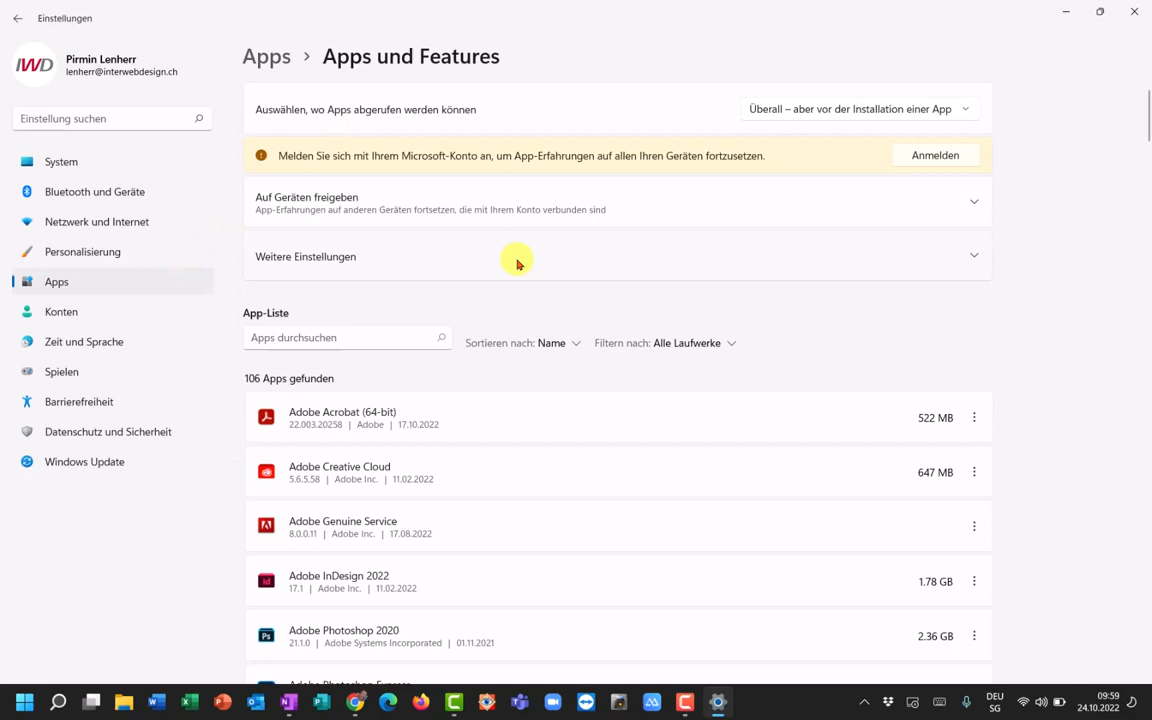 Einstellungen
IWD
Pirmin Lenherr
lenherr@interwebdesign.ch
Einstellung suchen
System
Bluetooth und Geräte
Netzwerk und Internet
Personalisierung
Apps
Konten
Zeit und Sprache
Spielen
Barrierefreiheit
Datenschutz und Sicherheit
Windows Update
Apps › Apps und Features
Auswählen, wo Apps abgerufen werden können
Überall – aber vor der Installation einer App
Melden Sie sich mit Ihrem Microsoft-Konto an, um App-Erfahrungen auf allen Ihren Geräten fortzusetzen.
Anmelden
Auf Geräten freigeben
App-Erfahrungen auf anderen Geräten fortsetzen, die mit Ihrem Konto verbunden sind
Weitere Einstellungen
App-Liste
Apps durchsuchen
Sortieren nach: Name
Filtern nach: Alle Laufwerke
106 Apps gefunden
Adobe Acrobat (64-bit)
22.003.20258 | Adobe | 17.10.2022
522 MB
Adobe Creative Cloud
5.6.5.58 | Adobe Inc. | 11.02.2022
647 MB
Adobe Genuine Service
8.0.0.11 | Adobe Inc. | 17.08.2022
Id
Adobe InDesign 2022
17.1 | Adobe Inc. | 11.02.2022
1.78 GB
Ps
Adobe Photoshop 2020
21.1.0 | Adobe Systems Incorporated | 01.11.2021
2.36 GB
DEU
SG
09:59
24.10.2022